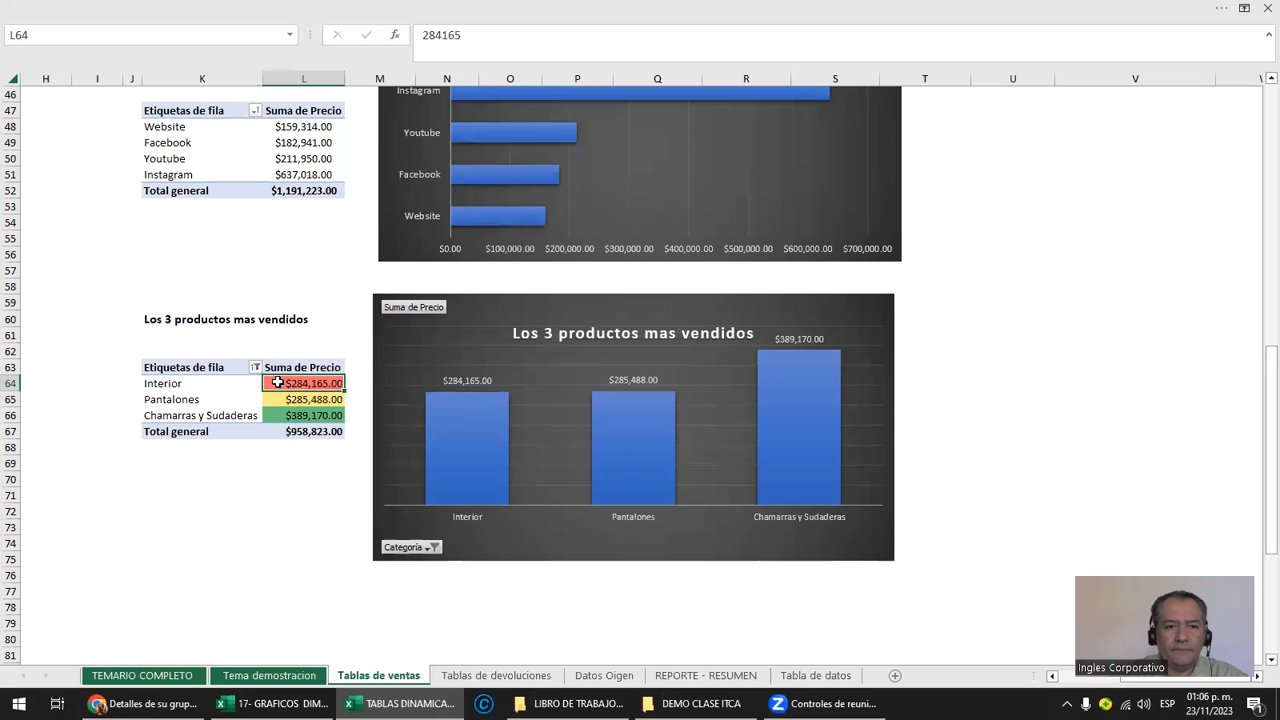 L64
fx
284165
H I J K L M N O P Q R S T U V
46
47 Etiquetas de fila Suma de Precio
48 Website $159,314.00
49 Facebook $182,941.00
50 Youtube $211,950.00
51 Instagram $637,018.00
52 Total general $1,191,223.00
53
54
55
56
57
58
59
60 Los 3 productos mas vendidos
61
62
63 Etiquetas de fila Suma de Precio
64 Interior $284,165.00
65 Pantalones $285,488.00
66 Chamarras y Sudaderas $389,170.00
67 Total general $958,823.00
68
69
70
71
72
73
74
75
76
77
78
79
80
81
Instagram
Youtube
Facebook
Website
$0.00 $100,000.00 $200,000.00 $300,000.00 $400,000.00 $500,000.00 $600,000.00 $700,000.00
Suma de Precio
Los 3 productos mas vendidos
$284,165.00 $285,488.00 $389,170.00
Interior Pantalones Chamarras y Sudaderas
Categoría
Ingles Corporativo
TEMARIO COMPLETO Tema demostracion Tablas de ventas Tablas de devoluciones Datos Oigen REPORTE - RESUMEN Tabla de datos
Detalles de su grup... 17- GRAFICOS DIM... TABLAS DINAMICA... LIBRO DE TRABAJO... DEMO CLASE ITCA Controles de reuni... ESP
01:06 p. m.
23/11/2023